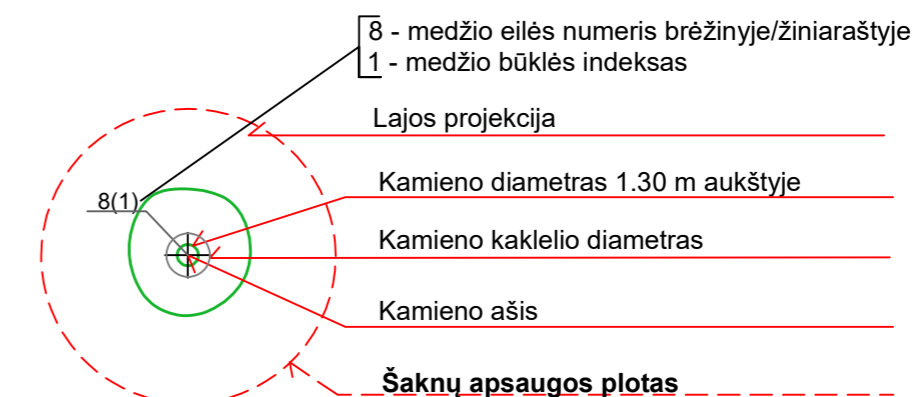 8 - medžio eilės numeris brėžinyje/žiniaraštyje
1 - medžio būklės indeksas
Lajos projekcija
Kamieno diametras 1.30 m aukštyje
8(1)
Kamieno kaklelio diametras
Kamieno ašis
Šaknų apsaugos plotas